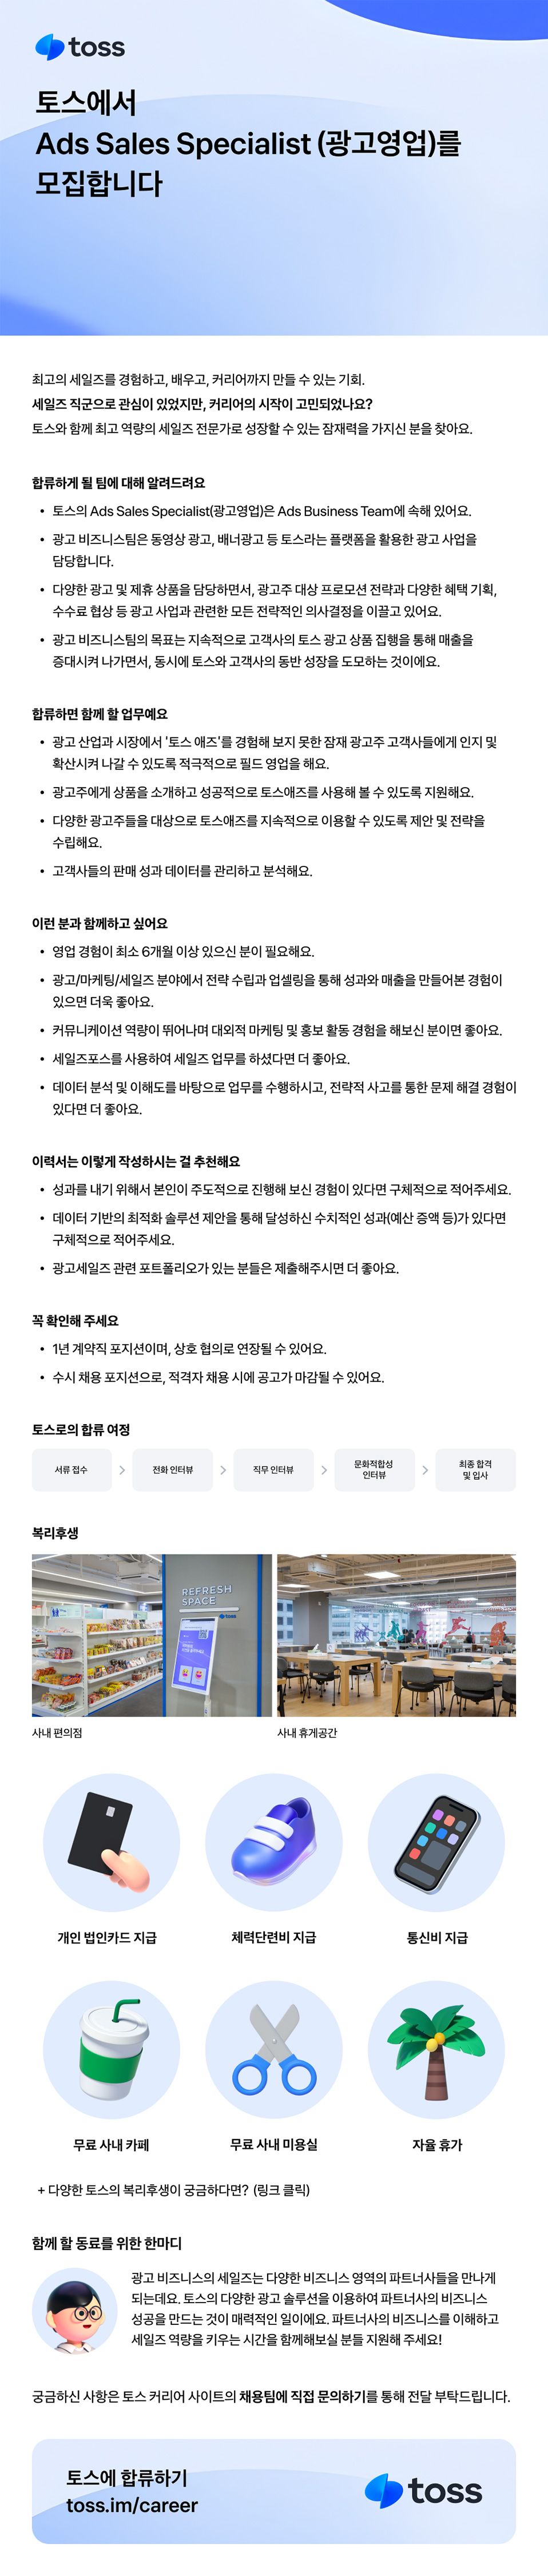 toss
토스에서
Ads Sales Specialist (광고영업)를
모집합니다
최고의 세일즈를 경험하고, 배우고, 커리어까지 만들 수 있는 기회.
세일즈 직군으로 관심이 있었지만, 커리어의 시작이 고민되었나요?
토스와 함께 최고 역량의 세일즈 전문가로 성장할 수 있는 잠재력을 가지신 분을 찾아요.
합류하게 될 팀에 대해 알려드려요
• 토스의 Ads Sales Specialist(광고영업)은 Ads Business Team에 속해 있어요.
• 광고 비즈니스팀은 동영상 광고, 배너광고 등 토스라는 플랫폼을 활용한 광고 사업을
담당합니다.
• 다양한 광고 및 제휴 상품을 담당하면서, 광고주 대상 프로모션 전략과 다양한 혜택 기획,
수수료 협상 등 광고 사업과 관련한 모든 전략적인 의사결정을 이끌고 있어요.
• 광고 비즈니스팀의 목표는 지속적으로 고객사의 토스 광고 상품 집행을 통해 매출을
증대시켜 나가면서, 동시에 토스와 고객사의 동반 성장을 도모하는 것이에요.
합류하면 함께 할 업무예요
• 광고 산업과 시장에서 '토스 애즈'를 경험해 보지 못한 잠재 광고주 고객사들에게 인지 및
확산시켜 나갈 수 있도록 적극적으로 필드 영업을 해요.
• 광고주에게 상품을 소개하고 성공적으로 토스애즈를 사용해 볼 수 있도록 지원해요.
• 다양한 광고주들을 대상으로 토스애즈를 지속적으로 이용할 수 있도록 제안 및 전략을
수립해요.
• 고객사들의 판매 성과 데이터를 관리하고 분석해요.
이런 분과 함께하고 싶어요
• 영업 경험이 최소 6개월 이상 있으신 분이 필요해요.
• 광고/마케팅/세일즈 분야에서 전략 수립과 업셀링을 통해 성과와 매출을 만들어본 경험이
있으면 더욱 좋아요.
• 커뮤니케이션 역량이 뛰어나며 대외적 마케팅 및 홍보 활동 경험을 해보신 분이면 좋아요.
• 세일즈포스를 사용하여 세일즈 업무를 하셨다면 더 좋아요.
• 데이터 분석 및 이해도를 바탕으로 업무를 수행하시고, 전략적 사고를 통한 문제 해결 경험이
있다면 더 좋아요.
이력서는 이렇게 작성하시는 걸 추천해요
• 성과를 내기 위해서 본인이 주도적으로 진행해 보신 경험이 있다면 구체적으로 적어주세요.
• 데이터 기반의 최적화 솔루션 제안을 통해 달성하신 수치적인 성과(예산 증액 등)가 있다면
구체적으로 적어주세요.
• 광고세일즈 관련 포트폴리오가 있는 분들은 제출해주시면 더 좋아요.
꼭 확인해 주세요
• 1년 계약직 포지션이며, 상호 협의로 연장될 수 있어요.
• 수시 채용 포지션으로, 적격자 채용 시에 공고가 마감될 수 있어요.
토스로의 합류 여정
서류 접수 > 전화 인터뷰 > 직무 인터뷰 > 문화적합성 인터뷰 > 최종 합격 및 입사
복리후생
REFRESH
SPACE
toss
사내 편의점
사내 휴게공간
개인 법인카드 지급
체력단련비 지급
통신비 지급
무료 사내 카페
무료 사내 미용실
자율 휴가
+ 다양한 토스의 복리후생이 궁금하다면? (링크 클릭)
함께 할 동료를 위한 한마디
광고 비즈니스의 세일즈는 다양한 비즈니스 영역의 파트너사들을 만나게
되는데요. 토스의 다양한 광고 솔루션을 이용하여 파트너사의 비즈니스
성공을 만드는 것이 매력적인 일이에요. 파트너사의 비즈니스를 이해하고
세일즈 역량을 키우는 시간을 함께해보실 분들 지원해 주세요!
궁금하신 사항은 토스 커리어 사이트의 채용팀에 직접 문의하기를 통해 전달 부탁드립니다.
토스에 합류하기
toss.im/career
toss